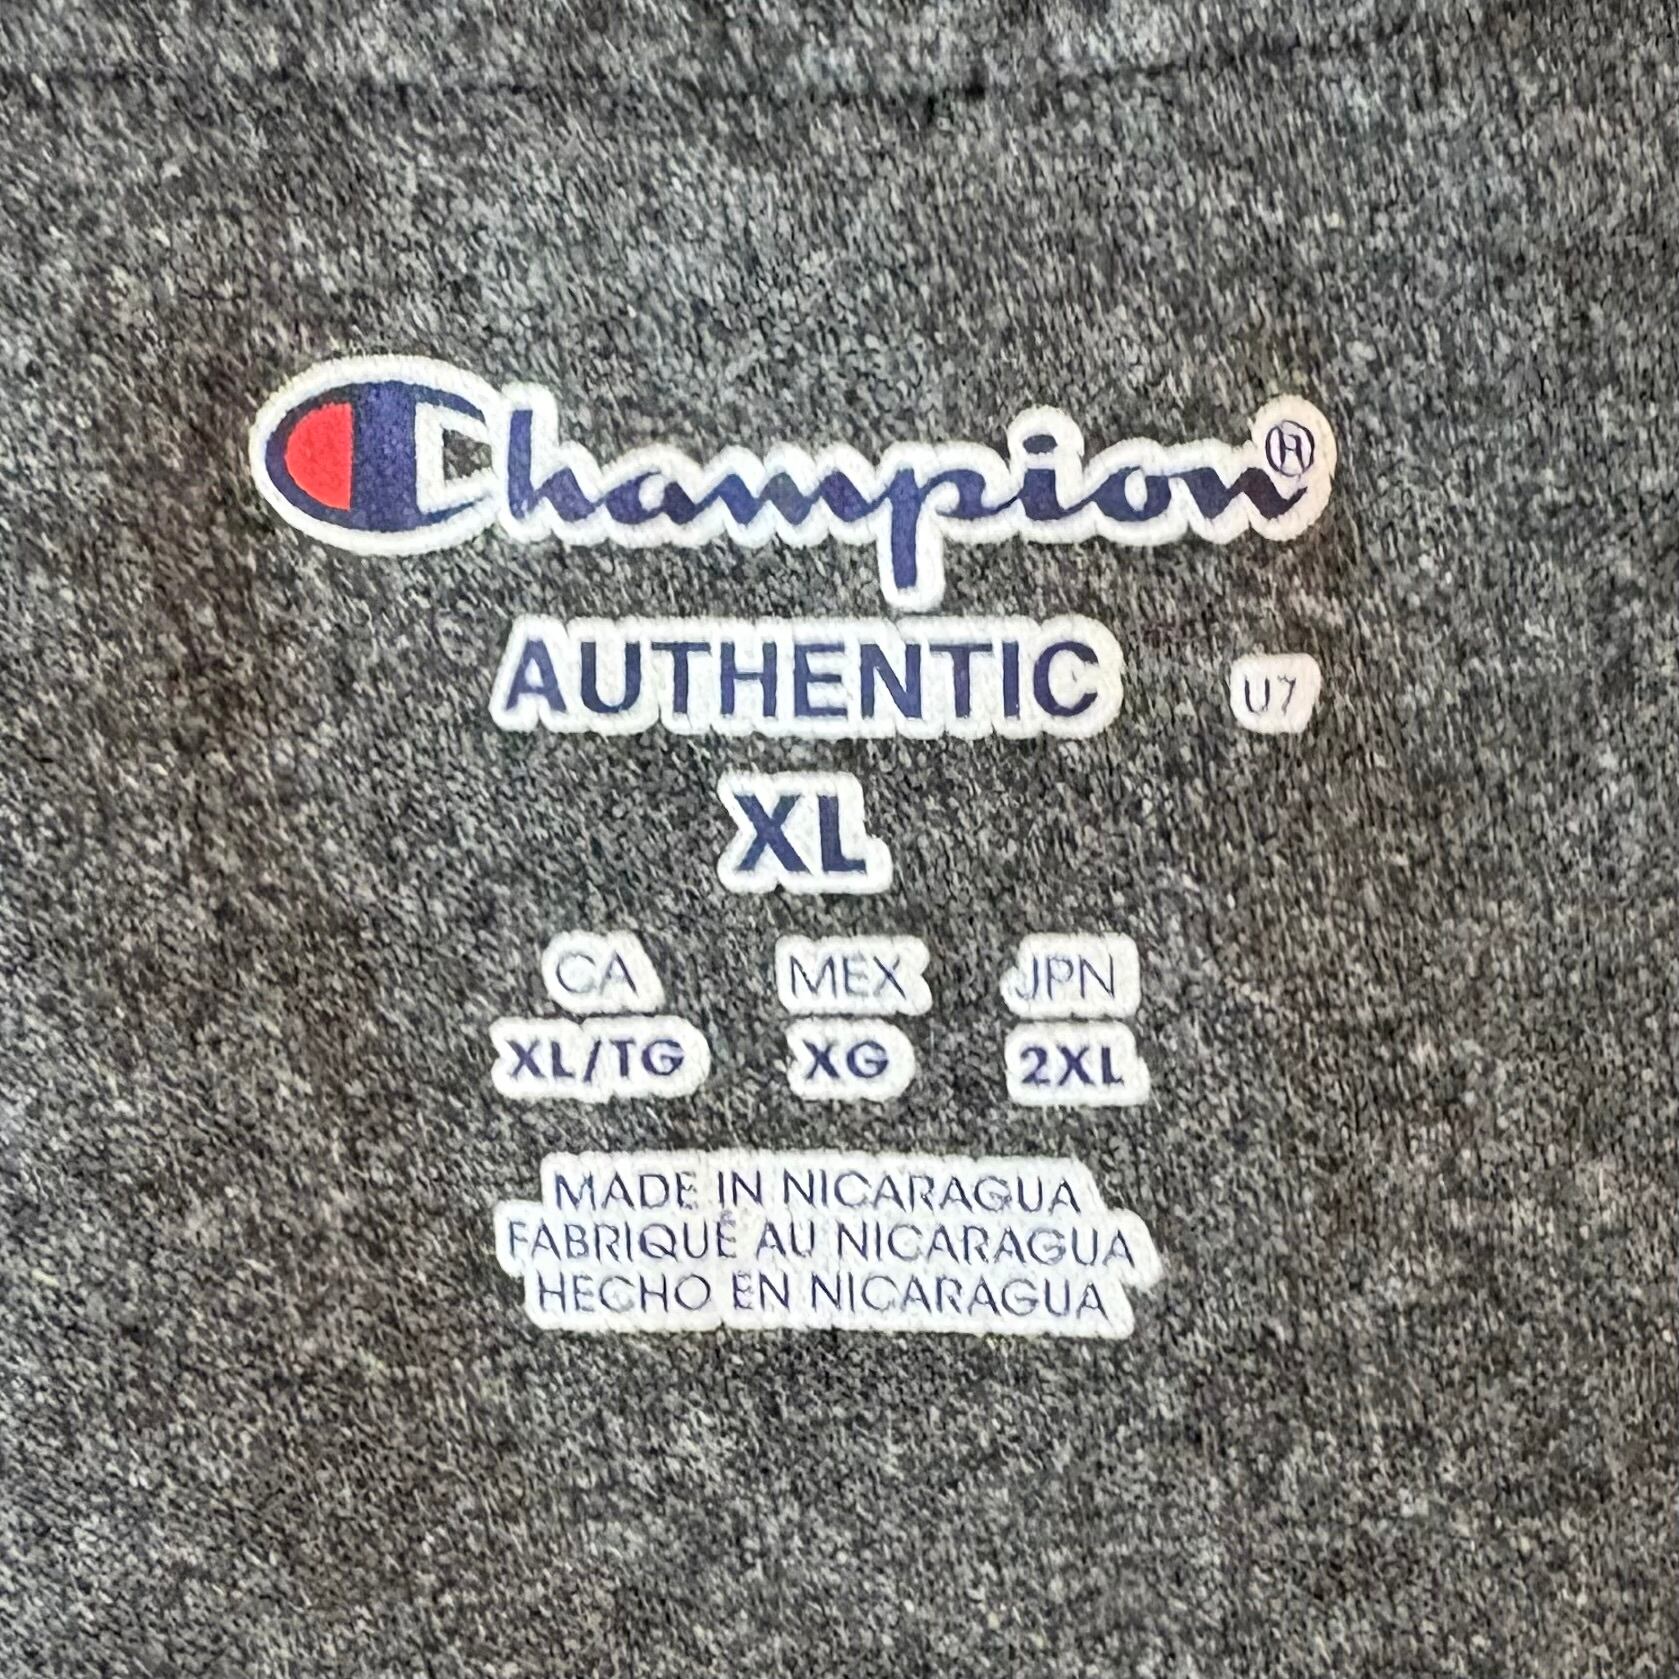 Champion®
AUTHENTIC U7
XL
CA MEX JPN
XL/TG XG 2XL
MADE IN NICARAGUA
FABRIQUÉ AU NICARAGUA
HECHO EN NICARAGUA